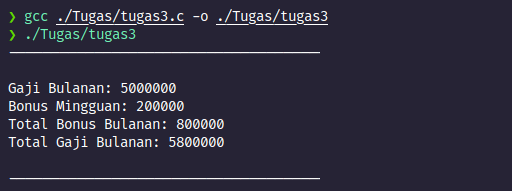 ❯ gcc ./Tugas/tugas3.c -o ./Tugas/tugas3
❯ ./Tugas/tugas3
---------------------------------------
Gaji Bulanan: 5000000
Bonus Mingguan: 200000
Total Bonus Bulanan: 800000
Total Gaji Bulanan: 5800000
---------------------------------------